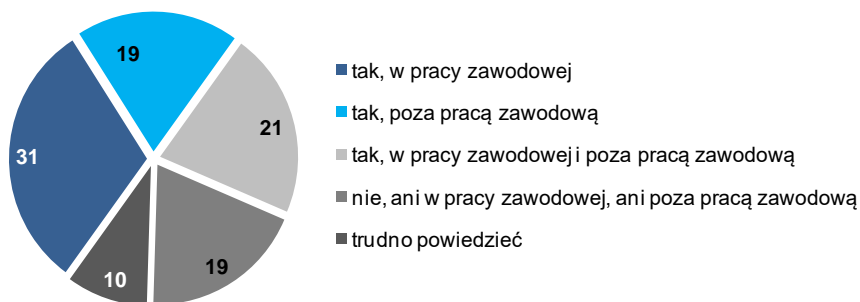 19
21
31
19
10
tak, w pracy zawodowej
tak, poza pracą zawodową
tak, w pracy zawodowej i poza pracą zawodową
nie, ani w pracy zawodowej, ani poza pracą zawodową
trudno powiedzieć